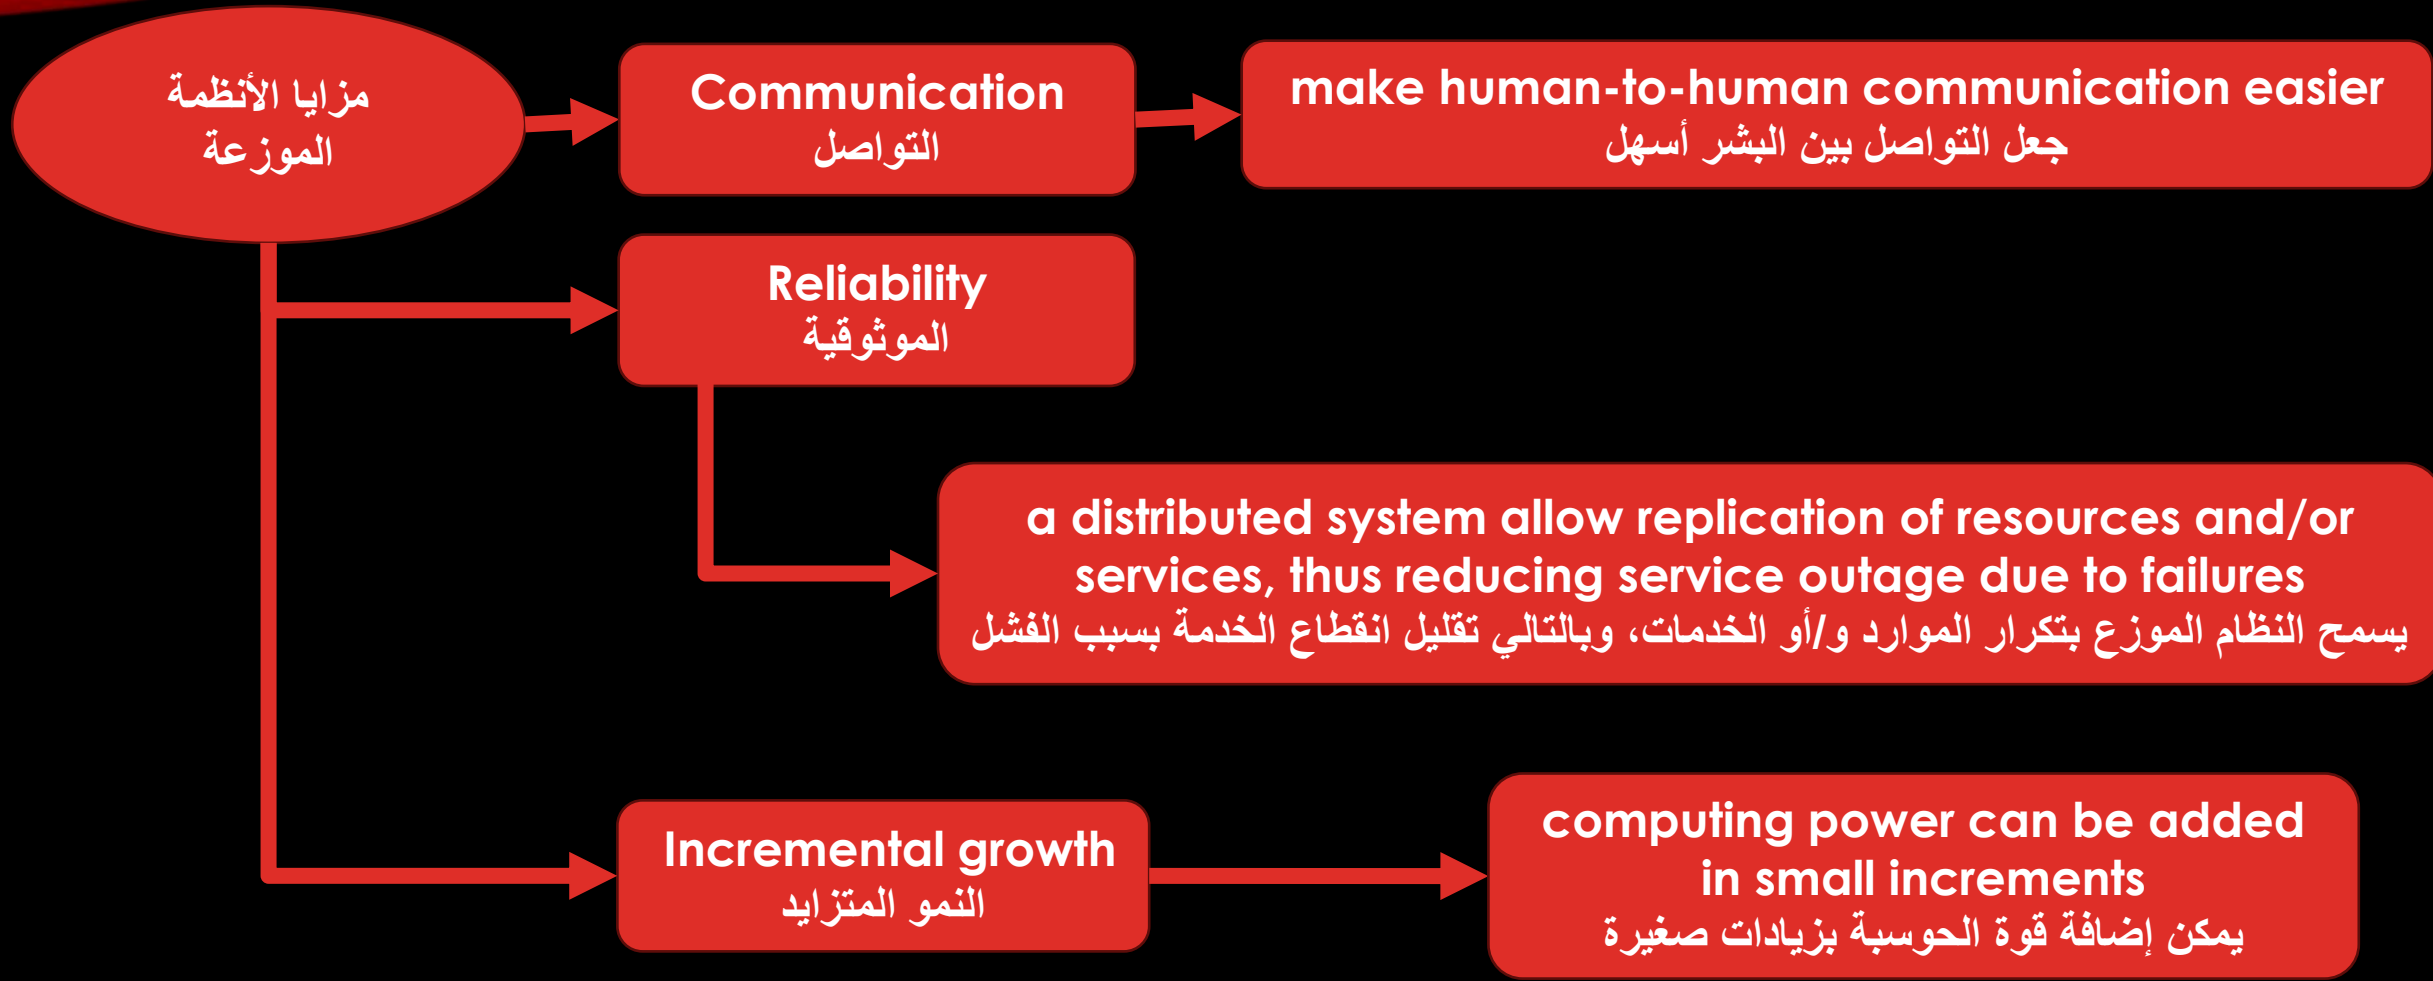 مزايا الأنظمة
الموزعة
Communication
التواصل
make human-to-human communication easier
جعل التواصل بين البشر أسهل
Reliability
الموثوقية
a distributed system allow replication of resources and/or
services, thus reducing service outage due to failures
يسمح النظام الموزع بتكرار الموارد و/أو الخدمات، وبالتالي تقليل انقطاع الخدمة بسبب الفشل
Incremental growth
النمو المتزايد
computing power can be added
in small increments
يمكن إضافة قوة الحوسبة بزيادات صغيرة